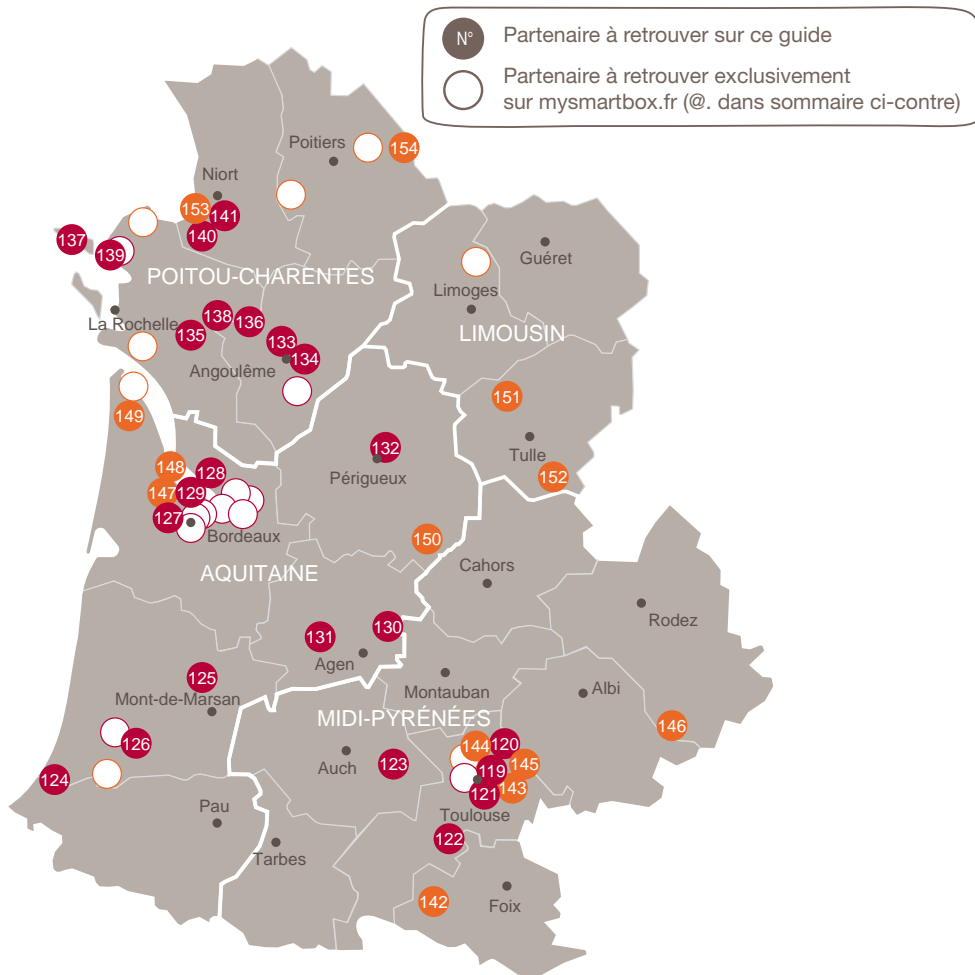 N° Partenaire à retrouver sur ce guide
Partenaire à retrouver exclusivement
sur mysmartbox.fr (@. dans sommaire ci-contre)
Poitiers
154
Niort
153
141
140
137
139
POITOU-CHARENTES
Guéret
Limoges
La Rochelle
138
136
135
133
134
Angoulême
LIMOUSIN
151
149
Tulle
152
132
Périgueux
148
128
147
129
127
Bordeaux
150
AQUITAINE
Cahors
Rodez
131
130
Agen
125
Mont-de-Marsan
Montauban
Albi
MIDI-PYRÉNÉES
146
126
124
Auch
123
144
120
119
145
143
121
Toulouse
Pau
122
Tarbes
142
Foix